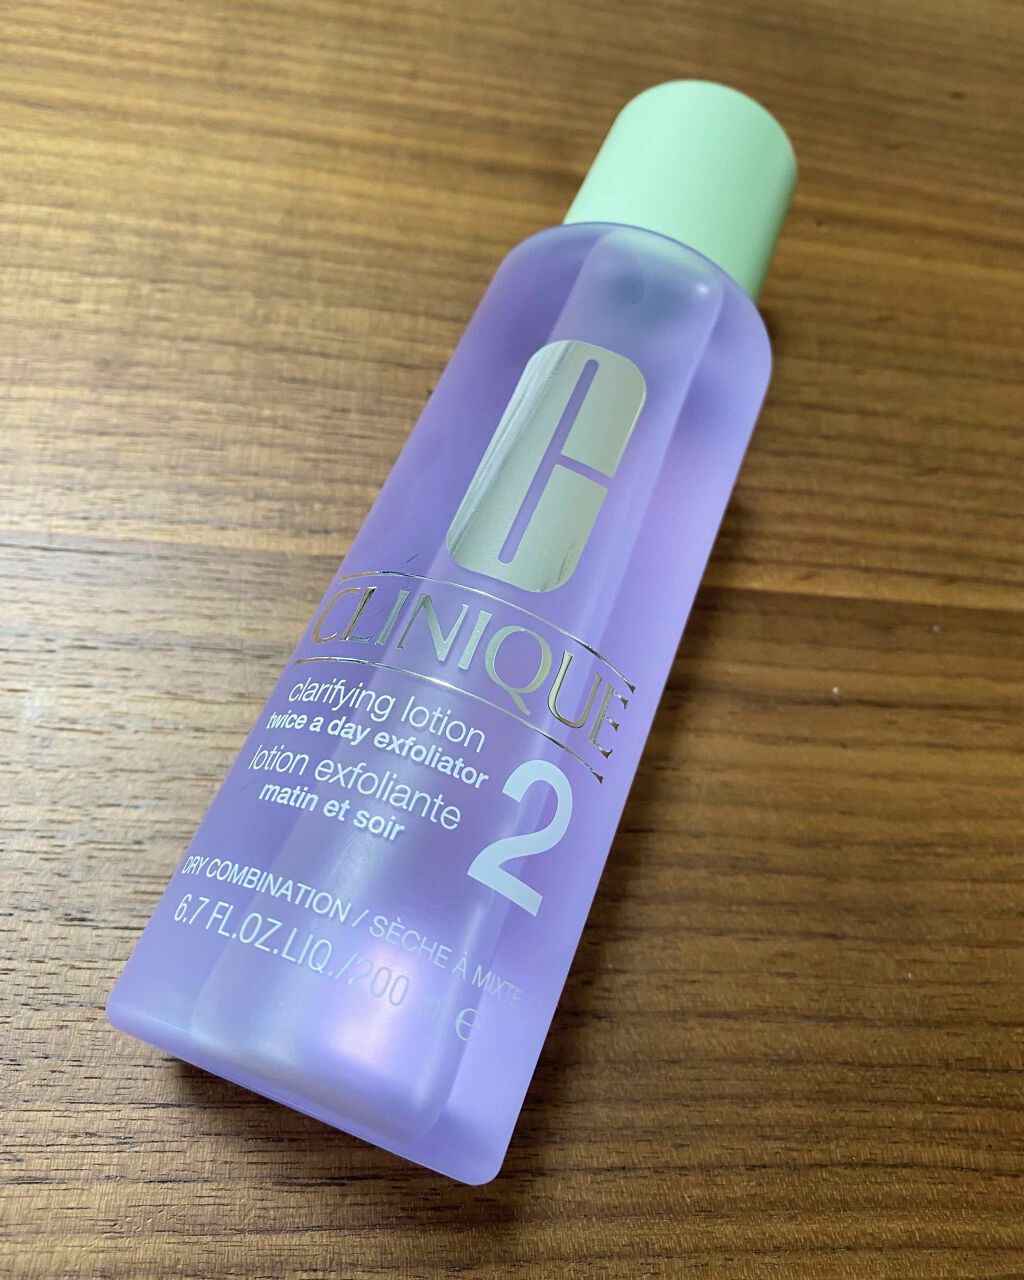 CLINIQUE
clarifying lotion
twice a day exfoliator
lotion exfoliante
matin et soir
2
DRY COMBINATION / SÈCHE À MIXTE
6.7 FL.OZ.LIQ./200 ml e